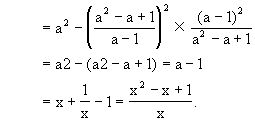 = a² − ((a² − a + 1)/(a − 1))² × (a − 1)²/(a² − a + 1)
= a2 − (a2 − a + 1) = a − 1
= x + 1/x − 1 = (x² − x + 1)/x.